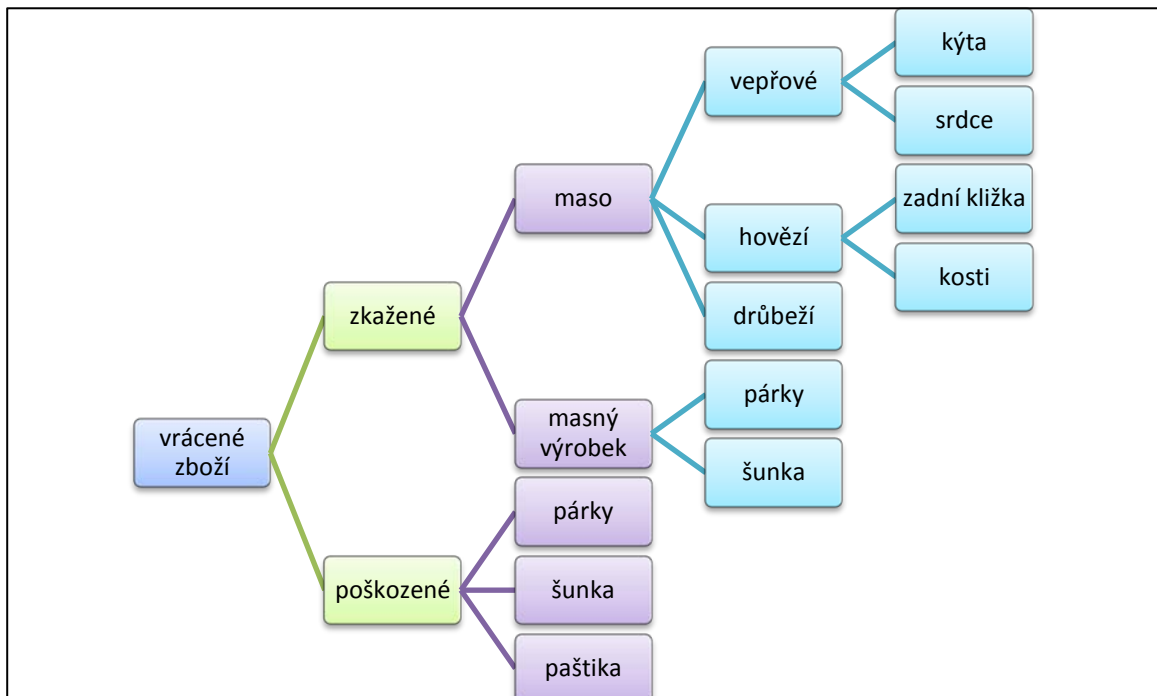 kýta
vepřové
srdce
maso
zadní kližka
hovězí
kosti
zkažené
drůbeží
párky
masný
výrobek
vrácené
zboží
šunka
párky
poškozené
šunka
paštika